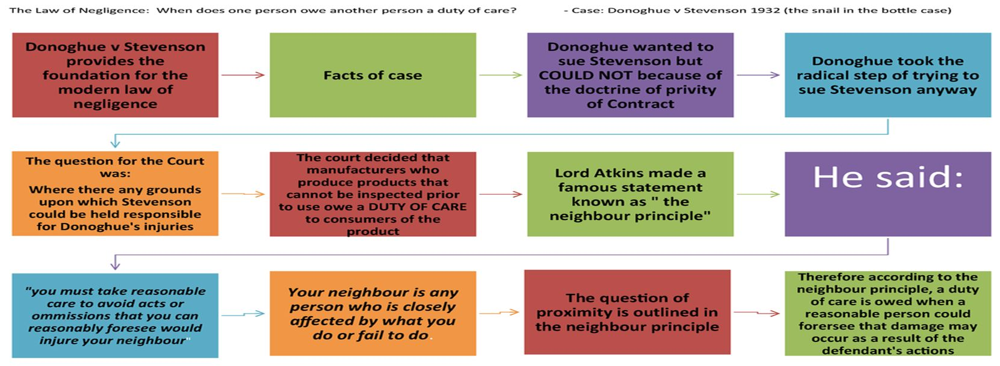 The Law of Negligence:  When does one person owe another person a duty of care?	- Case: Donoghue v Stevenson 1932 (the snail in the bottle case)
Donoghue v Stevenson
provides the
foundation for the
modern law of
negligence
Facts of case
Donoghue wanted to
sue Stevenson but
COULD NOT because of
the doctrine of privity
of Contract
Donoghue took the
radical step of trying to
sue Stevenson anyway
The question for the Court
was:
Where there any grounds
upon which Stevenson
could be held responsible
for Donoghue's injuries
The court decided that
manufacturers who
produce products that
cannot be inspected prior
to use owe a DUTY OF CARE
to consumers of the
product
Lord Atkins made a
famous statement
known as " the
neighbour principle"
He said:
"you must take reasonable
care to avoid acts or
ommissions that you can
reasonably foresee would
injure your neighbour"
Your neighbour is any
person who is closely
affected by what you
do or fail to do.
The question of
proximity is outlined in
the neighbour principle
Therefore according to the
neighbour principle, a duty
of care is owed when a
reasonable person could
forersee that damage may
occur as a result of the
defendant's actions